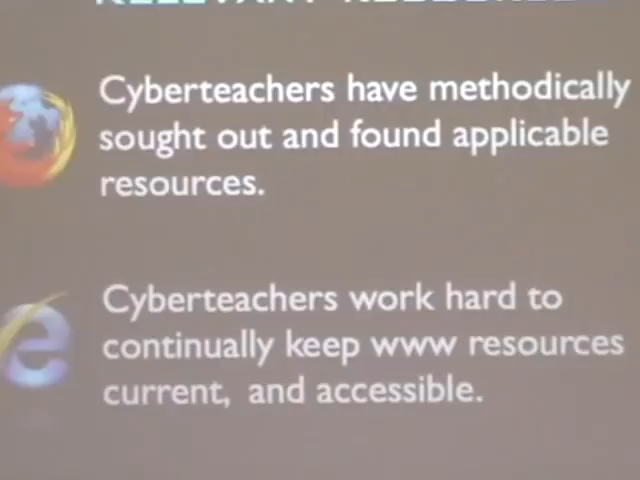 Cyberteachers have methodically
sought out and found applicable
resources.
Cyberteachers work hard to
continually keep www resources
current, and accessible.